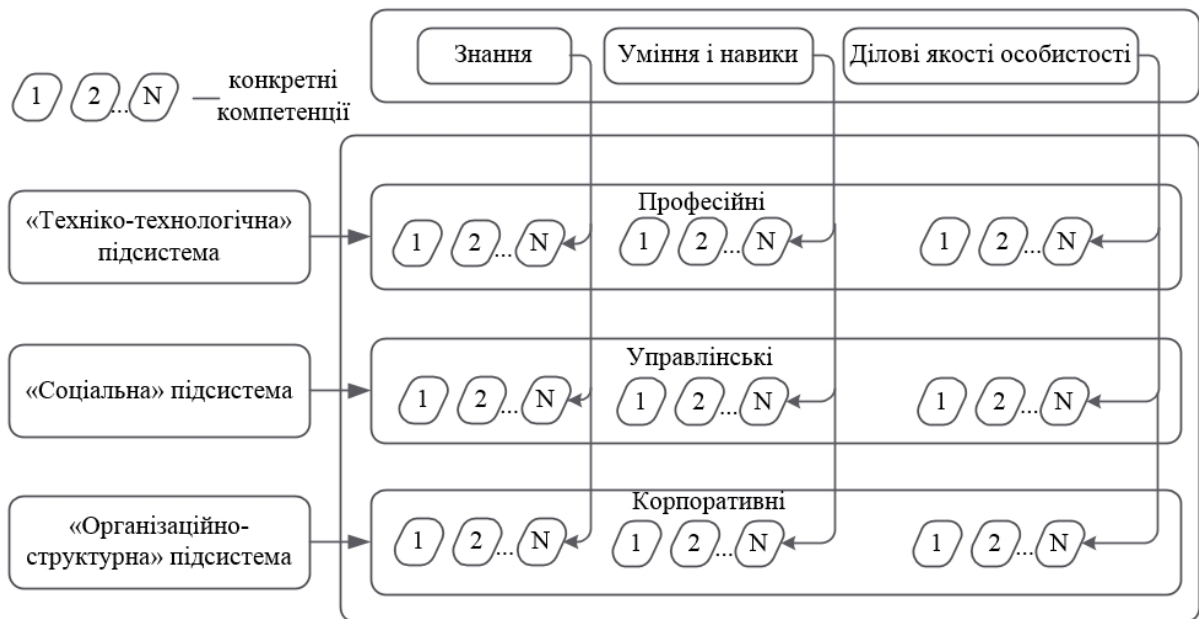 Знання Уміння і навики Ділові якості особистості
1 2 ... N — конкретні
компетенції
«Техніко-технологічна»
підсистема
Професійні
1 2 ... N 1 2 ... N 1 2 ... N
«Соціальна» підсистема
Управлінські
1 2 ... N 1 2 ... N 1 2 ... N
«Організаційно-
структурна» підсистема
Корпоративні
1 2 ... N 1 2 ... N 1 2 ... N